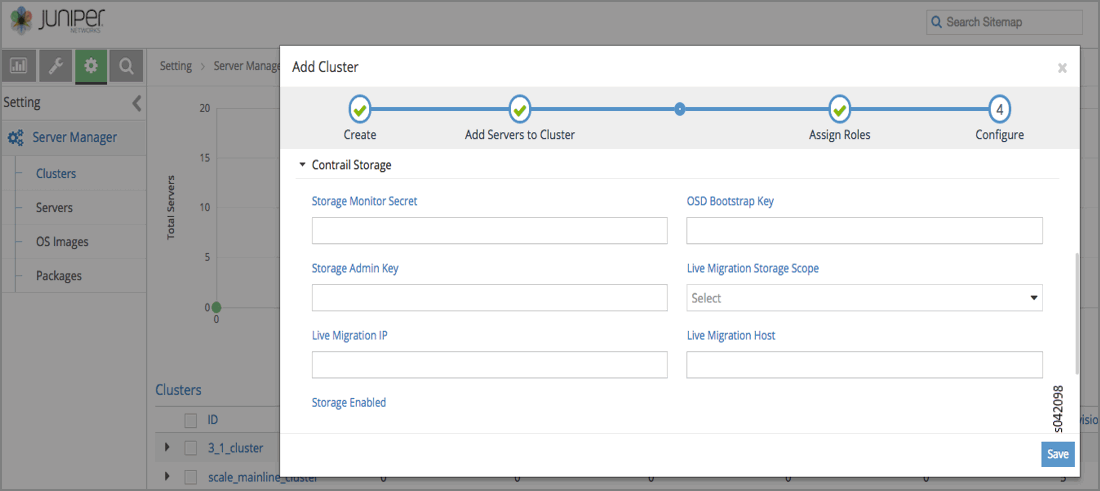 JUNIPER
NETWORKS
Search Sitemap
Setting
Server Manager
Clusters
Servers
OS Images
Packages
Setting > Server Manage
20
15
10
5
0
0
Total Servers
Add Cluster
4
Create
Add Servers to Cluster
Assign Roles
Configure
Contrail Storage
Storage Monitor Secret
OSD Bootstrap Key
Storage Admin Key
Live Migration Storage Scope
Select
Live Migration IP
Live Migration Host
Storage Enabled
s042098
Save
Clusters
ID
3_1_cluster
scale_mainline_cluster